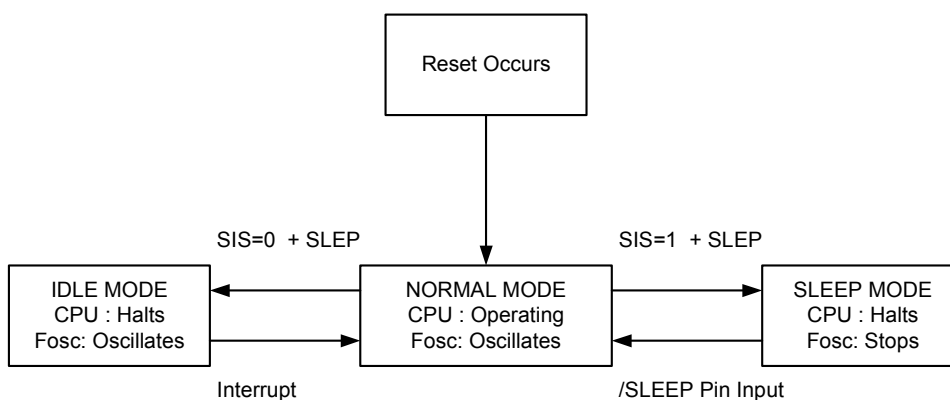 Reset Occurs
SIS=0 + SLEP
SIS=1 + SLEP
IDLE MODE
CPU : Halts
Fosc: Oscillates
NORMAL MODE
CPU : Operating
Fosc: Oscillates
SLEEP MODE
CPU : Halts
Fosc: Stops
Interrupt
/SLEEP Pin Input